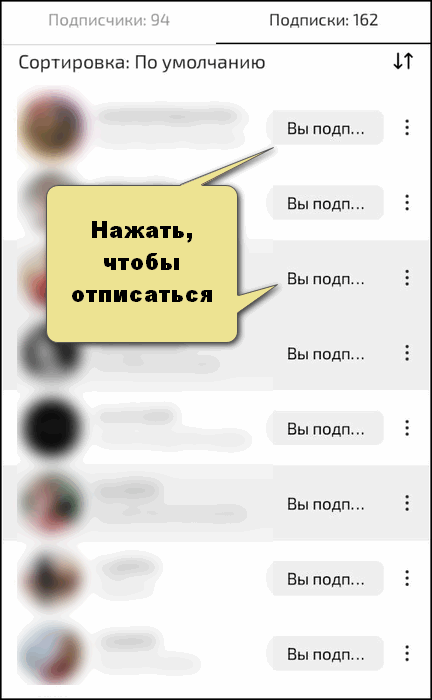 Подписчики: 94
Подписки: 162
Сортировка: По умолчанию
Вы подп...
Вы подп...
Нажать,
чтобы
отписаться
Вы подп...
Вы подп...
Вы подп...
Вы подп...
Вы подп...
Вы подп...